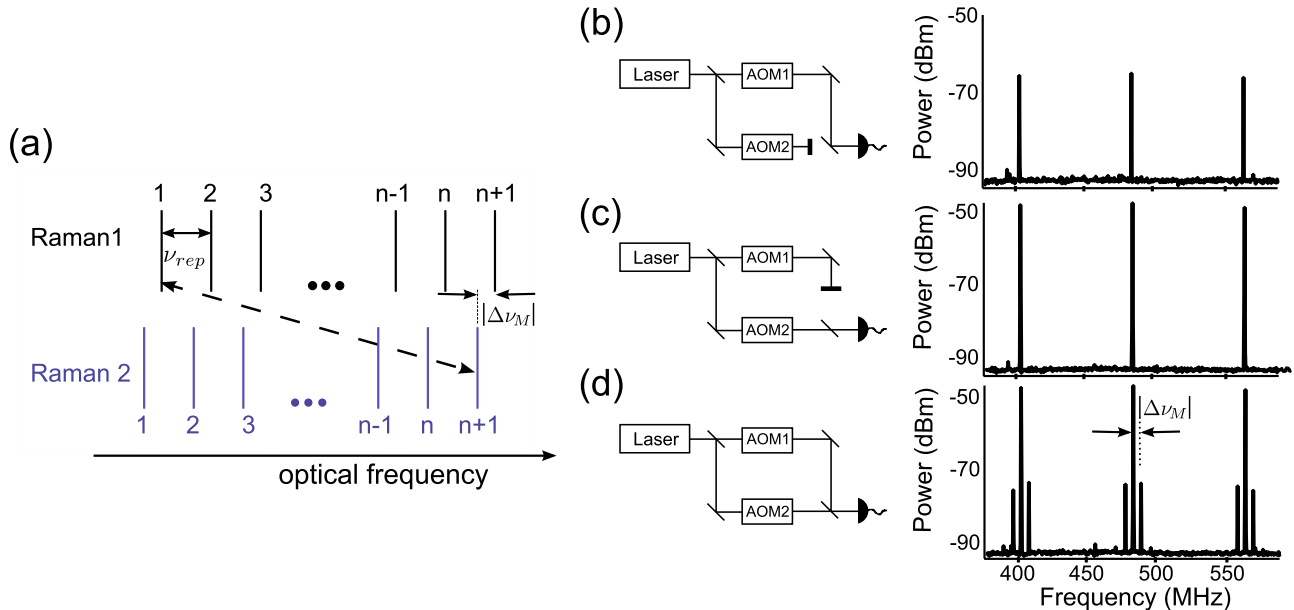 (a)
1 2 3 n-1 n n+1
Raman1
ν_rep
•••
|Δν_M|
Raman 2
•••
1 2 3 n-1 n n+1
optical frequency
(b)
Laser
AOM1
AOM2
Power (dBm)
-50
-70
-90
(c)
Laser
AOM1
AOM2
Power (dBm)
-50
-70
-90
(d)
Laser
AOM1
AOM2
Power (dBm)
-50
-70
-90
|Δν_M|
400 450 500 550
Frequency (MHz)